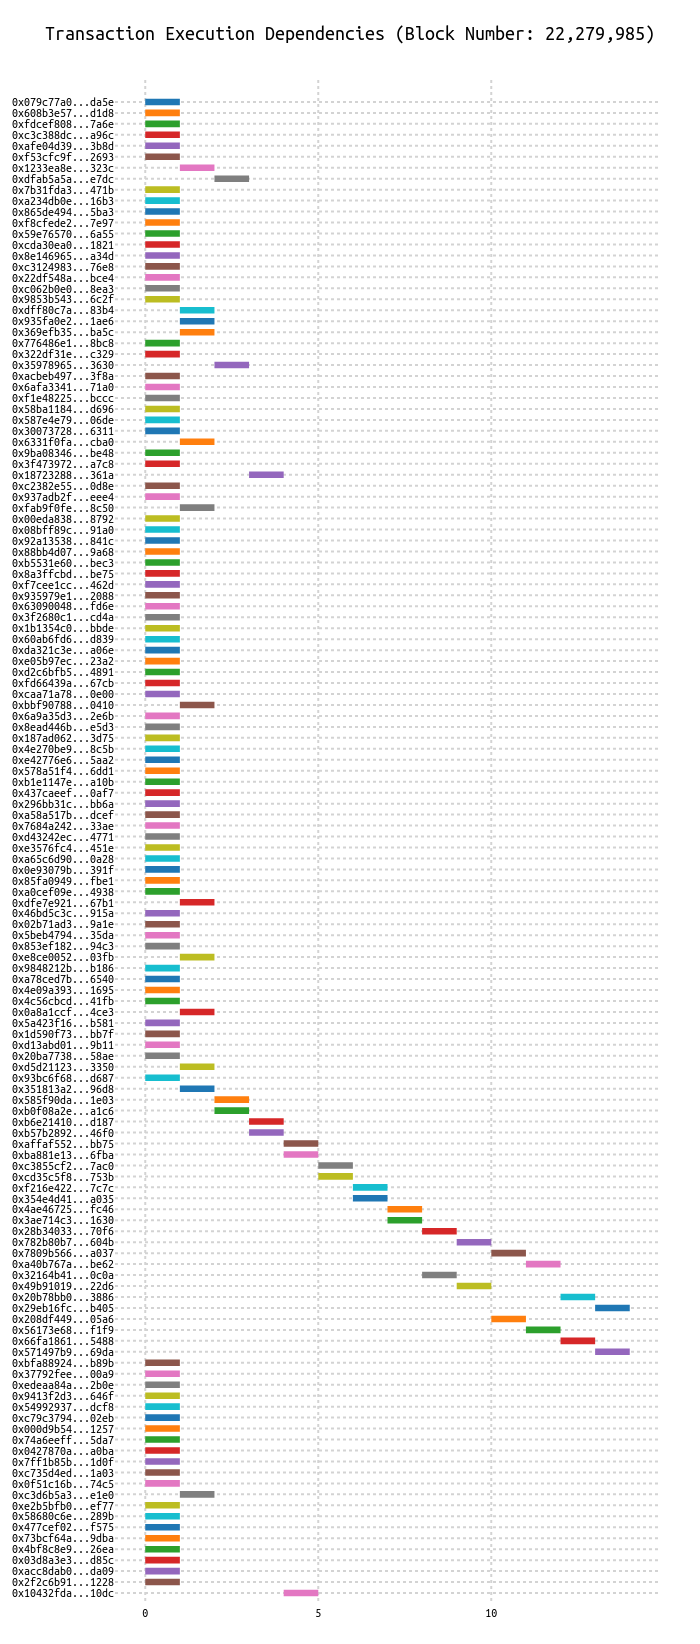 Transaction Execution Dependencies (Block Number: 22,279,985)
0x079c77a0...da5e
0x608b3e57...d1d8
0xfdcef808...7a6e
0xc3c388dc...a96c
0xafe04d39...3b8d
0xf53cfc9f...2693
0x1233ea8e...323c
0xdfab5a5a...e7dc
0x7b31fda3...471b
0xa234db0e...16b3
0x865de494...5ba3
0xf8cfede2...7e97
0x59e76570...6a55
0xcda30ea0...1821
0x8e146965...a34d
0xc3124983...76e8
0x22df548a...bce4
0xc062b0e0...8ea3
0x9853b543...6c2f
0xdff80c7a...83b4
0x935fa0e2...1ae6
0x369efb35...ba5c
0x776486e1...8bc8
0x322df31e...c329
0x35978965...3630
0xacbeb497...3f8a
0x6afa3341...71a0
0xf1e48225...bccc
0x58ba1184...d696
0x587e4e79...06de
0x30073728...6311
0x6331f0fa...cba0
0x9ba08346...be48
0x3f473972...a7c8
0x18723288...361a
0xc2382e55...0d8e
0x937adb2f...eee4
0xfab9f0fe...8c50
0x00eda838...8792
0x08bff89c...91a0
0x92a13538...841c
0x88bb4d07...9a68
0xb5531e60...bec3
0x8a3ffcbd...be75
0xf7cee1cc...462d
0x935979e1...2088
0x63090048...fd6e
0x3f2680c1...cd4a
0x1b1354c0...bbde
0x60ab6fd6...d839
0xda321c3e...a06e
0xe05b97ec...23a2
0xd2c6bfb5...4891
0xfd66439a...67cb
0xcaa71a78...0e00
0xbbf90788...0410
0x6a9a35d3...2e6b
0x8ead446b...e5d3
0x187ad062...3d75
0x4e270be9...8c5b
0xe42776e6...5aa2
0x578a51f4...6dd1
0xb1e1147e...a10b
0x437caeef...0af7
0x296bb31c...bb6a
0xa58a517b...dcef
0x7684a242...33ae
0xd43242ec...4771
0xe3576fc4...451e
0xa65c6d90...0a28
0x0e93079b...391f
0x85fa0949...fbe1
0xa0cef09e...4938
0xdfe7e921...67b1
0x46bd5c3c...915a
0x02b71ad3...9a1e
0x5beb4794...35da
0x853ef182...94c3
0xe8ce0052...03fb
0x9848212b...b186
0xa78ced7b...6540
0x4e09a393...1695
0x4c56cbcd...41fb
0x0a8a1ccf...4ce3
0x5a423f16...b581
0x1d590f73...bb7f
0xd13abd01...9b11
0x20ba7738...58ae
0xd5d21123...3350
0x93bc6f68...d687
0x351813a2...96d8
0x585f90da...1e03
0xb0f08a2e...a1c6
0xb6e21410...d187
0xb57b2892...46f0
0xaffaf552...bb75
0xba881e13...6fba
0xc3855cf2...7ac0
0xcd35c5f8...753b
0xf216e422...7c7c
0x354e4d41...a035
0x4ae46725...fc46
0x3ae714c3...1630
0x28b34033...70f6
0x782b80b7...604b
0x7809b566...a037
0xa40b767a...be62
0x32164b41...0c0a
0x49b91019...22d6
0x20b78bb0...3886
0x29eb16fc...b405
0x208df449...05a6
0x56173e68...f1f9
0x66fa1861...5488
0x571497b9...69da
0xbfa88924...b89b
0x37792fee...00a9
0xedeaa84a...2b0e
0x9413f2d3...646f
0x54992937...dcf8
0xc79c3794...02eb
0x000d9b54...1257
0x74a6eeff...5da7
0x0427870a...a0ba
0x7ff1b85b...1d0f
0xc735d4ed...1a03
0x0f51c16b...74c5
0xc3d6b5a3...e1e0
0xe2b5bfb0...ef77
0x58680c6e...289b
0x477cef02...f575
0x73bcf64a...9dba
0x4bf8c8e9...26ea
0x03d8a3e3...d85c
0xacc8dab0...da09
0x2f2c6b91...1228
0x10432fda...10dc
0 5 10